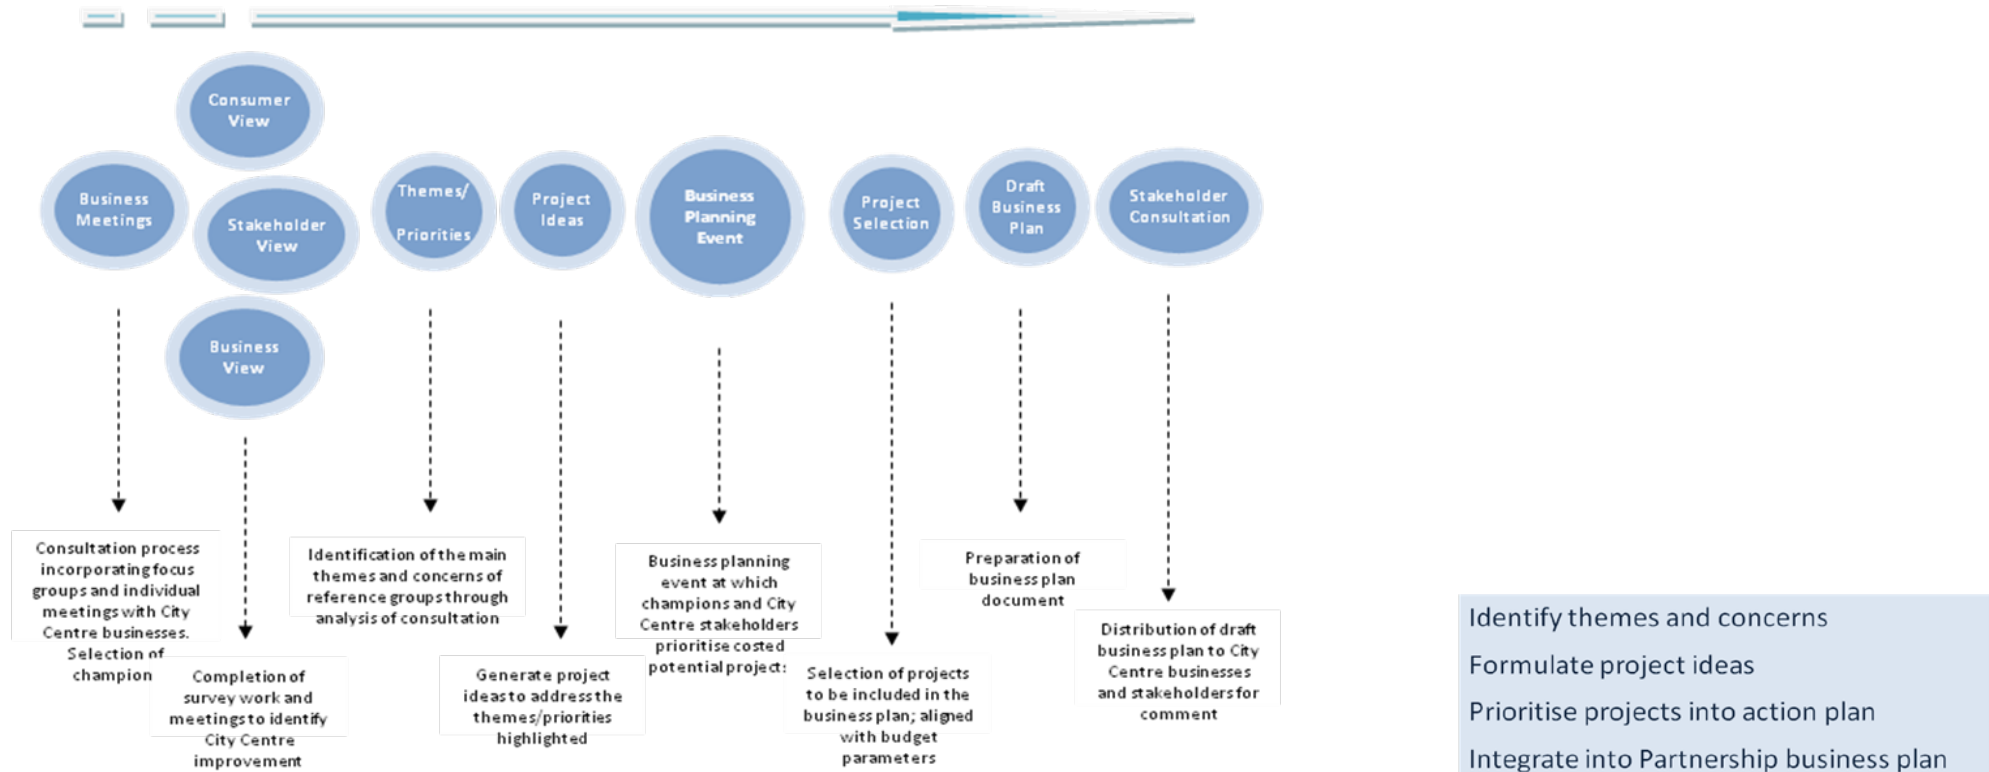 Consumer
View
Business
Meetings
Stakeholder
View
Business
View
Themes/
Priorities
Project
Ideas
Business
Planning
Event
Project
Selection
Draft
Business
Plan
Stakeholder
Consultation
Consultation process
incorporating focus
groups and individual
meetings with City
Centre businesses.
Selection of
champion
Completion of
survey work and
meetings to identify
City Centre
improvement
Identification of the main
themes and concerns of
reference groups through
analysis of consultation
Generate project
ideas to address the
themes/priorities
highlighted
Business planning
event at which
champions and City
Centre stakeholders
prioritise costed
potential project:
Selection of projects
to be included in the
business plan; aligned
with budget
parameters
Preparation of
business plan
document
Distribution of draft
business plan to City
Centre businesses
and stakeholders for
comment
Identify themes and concerns
Formulate project ideas
Prioritise projects into action plan
Integrate into Partnership business plan